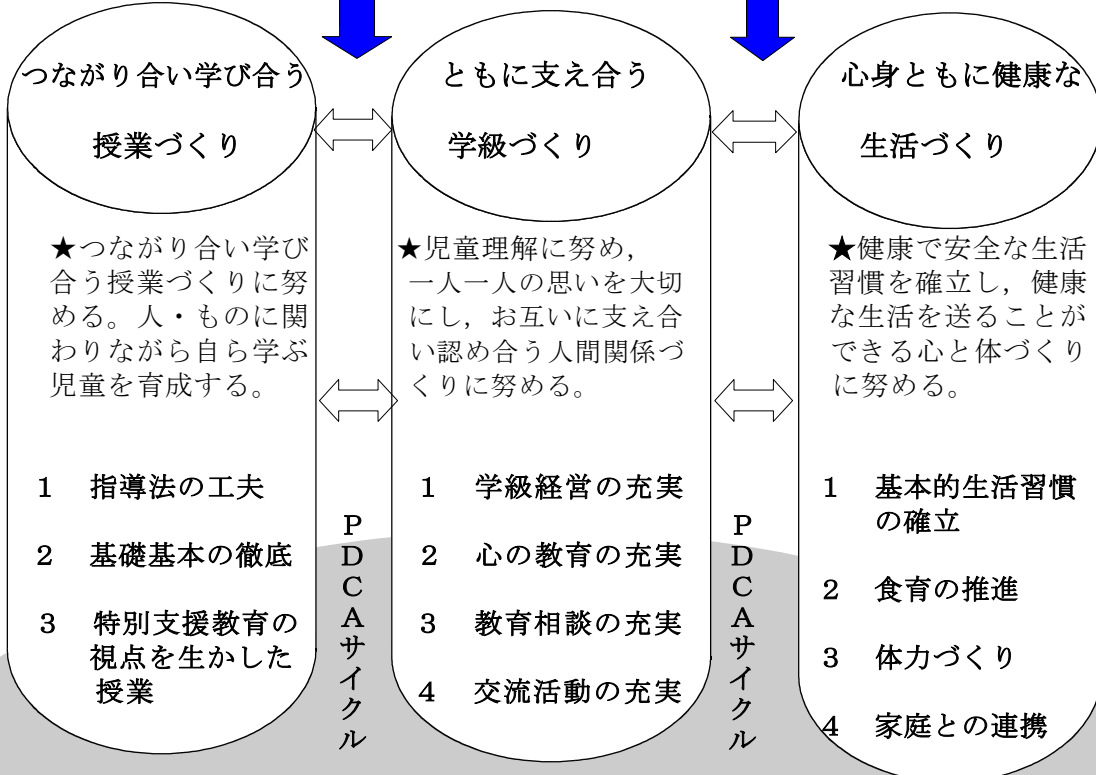 つながり合い学び合う
授業づくり
★つながり合い学び
合う授業づくりに努
める。人・ものに関
わりながら自ら学ぶ
児童を育成する。
1 指導法の工夫
2 基礎基本の徹底
3 特別支援教育の
視点を生かした
授業
PDCAサイクル
ともに支え合う
学級づくり
★児童理解に努め，
一人一人の思いを大切
にし，お互いに支え合
い認め合う人間関係づ
くりに努める。
1 学級経営の充実
2 心の教育の充実
3 教育相談の充実
4 交流活動の充実
PDCAサイクル
心身ともに健康な
生活づくり
★健康で安全な生活
習慣を確立し，健康
な生活を送ることが
できる心と体づくり
に努める。
1 基本的生活習慣
の確立
2 食育の推進
3 体力づくり
4 家庭との連携